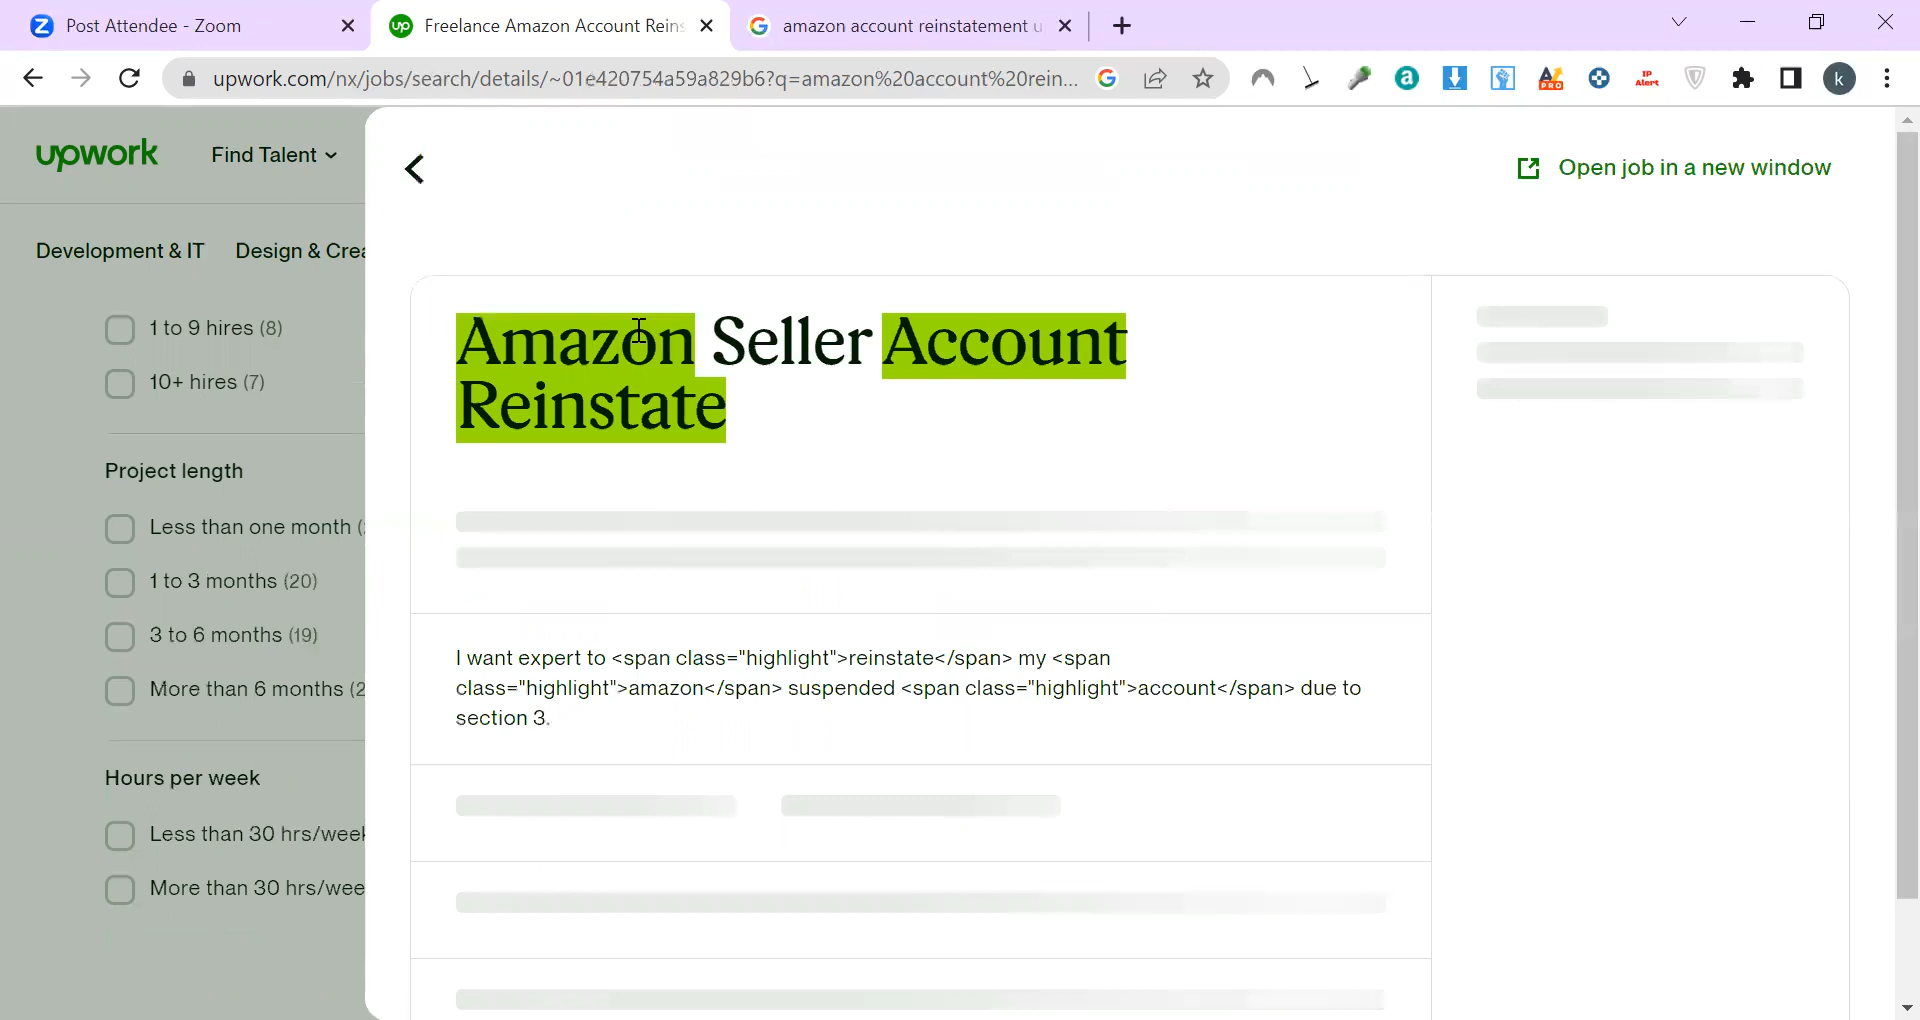 Post Attendee - Zoom
Freelance Amazon Account Reins
amazon account reinstatement u
upwork.com/nx/jobs/search/details/~01e420754a59a829b6?q=amazon%20account%20rein...
a
PRO
IP
Alert
k
upwork
Find Talent
Open job in a new window
Development & IT
Design & Crea
1 to 9 hires (8)
10+ hires (7)
Project length
Less than one month (
1 to 3 months (20)
3 to 6 months (19)
More than 6 months (2
Hours per week
Less than 30 hrs/week
More than 30 hrs/wee
Amazon Seller Account
Reinstate
I want expert to <span class="highlight">reinstate</span> my <span
class="highlight">amazon</span> suspended <span class="highlight">account</span> due to
section 3.